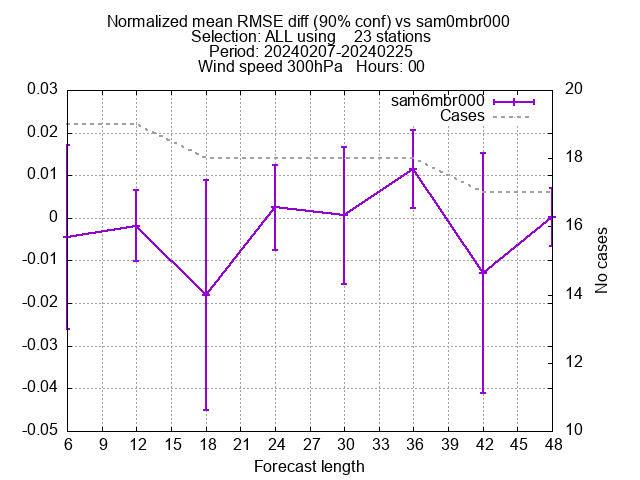 Normalized mean RMSE diff (90% conf) vs sam0mbr000
Selection: ALL using    23 stations
Period: 20240207-20240225
Wind speed 300hPa   Hours: 00
sam6mbr000
Cases
0.03
0.02
0.01
0
-0.01
-0.02
-0.03
-0.04
-0.05
20
18
16
14
12
10
No cases
6 9 12 15 18 21 24 27 30 33 36 39 42 45 48
Forecast length